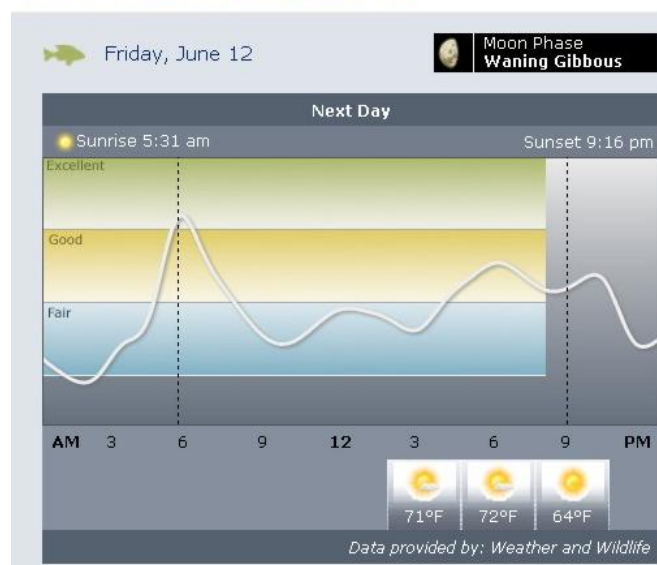 Friday, June 12
Moon Phase
Waning Gibbous
Next Day
Sunrise 5:31 am
Sunset 9:16 pm
Excellent
Good
Fair
AM 3 6 9 12 3 6 9 PM
71°F 72°F 64°F
Data provided by: Weather and Wildlife